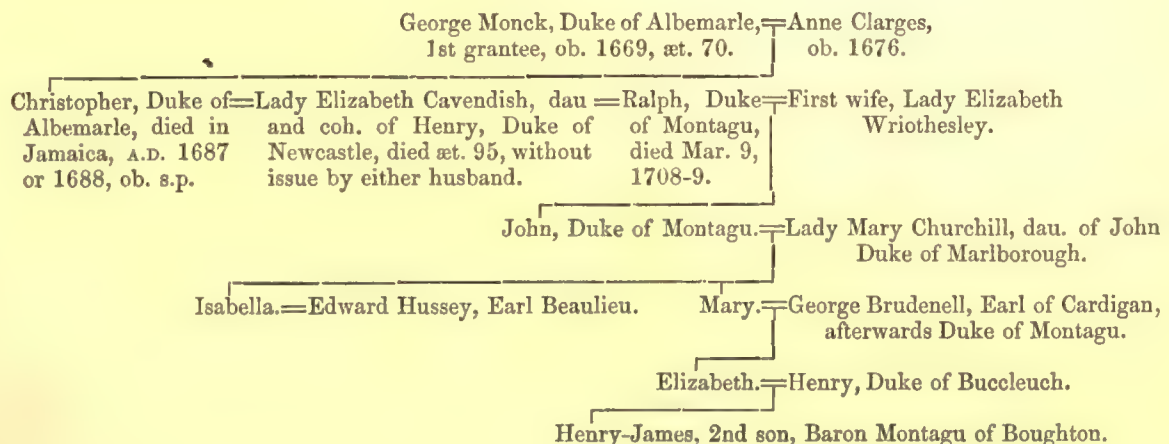 George Monck, Duke of Albemarle,=Anne Clarges,
1st grantee, ob. 1669, æt. 70. ob. 1676.
Christopher, Duke of=Lady Elizabeth Cavendish, dau=Ralph, Duke=First wife, Lady Elizabeth
Albemarle, died in and coh. of Henry, Duke of of Montagu, Wriothesley.
Jamaica, A.D. 1687 Newcastle, died æt. 95, without died Mar. 9,
or 1688, ob. s.p. issue by either husband. 1708-9.
John, Duke of Montagu.=Lady Mary Churchill, dau. of John
Duke of Marlborough.
Isabella.=Edward Hussey, Earl Beaulieu. Mary.=George Brudenell, Earl of Cardigan,
afterwards Duke of Montagu.
Elizabeth.=Henry, Duke of Buccleuch.
Henry-James, 2nd son, Baron Montagu of Boughton.